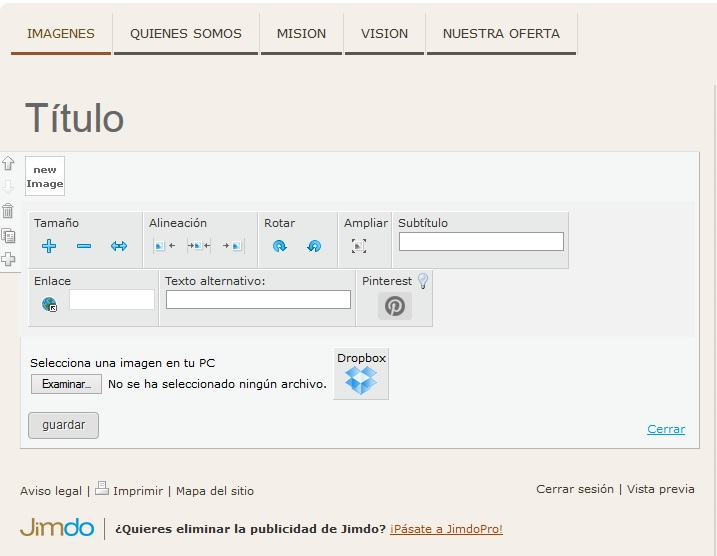 IMAGENES QUIENES SOMOS MISION VISION NUESTRA OFERTA
Título
new
Image
Tamaño Alineación Rotar Ampliar Subtítulo
Enlace Texto alternativo: Pinterest
Selecciona una imagen en tu PC
Examinar... No se ha seleccionado ningún archivo.
Dropbox
guardar
Cerrar
Aviso legal | Imprimir | Mapa del sitio
Cerrar sesión | Vista previa
Jimdo ¿Quieres eliminar la publicidad de Jimdo? ¡Pásate a JimdoPro!